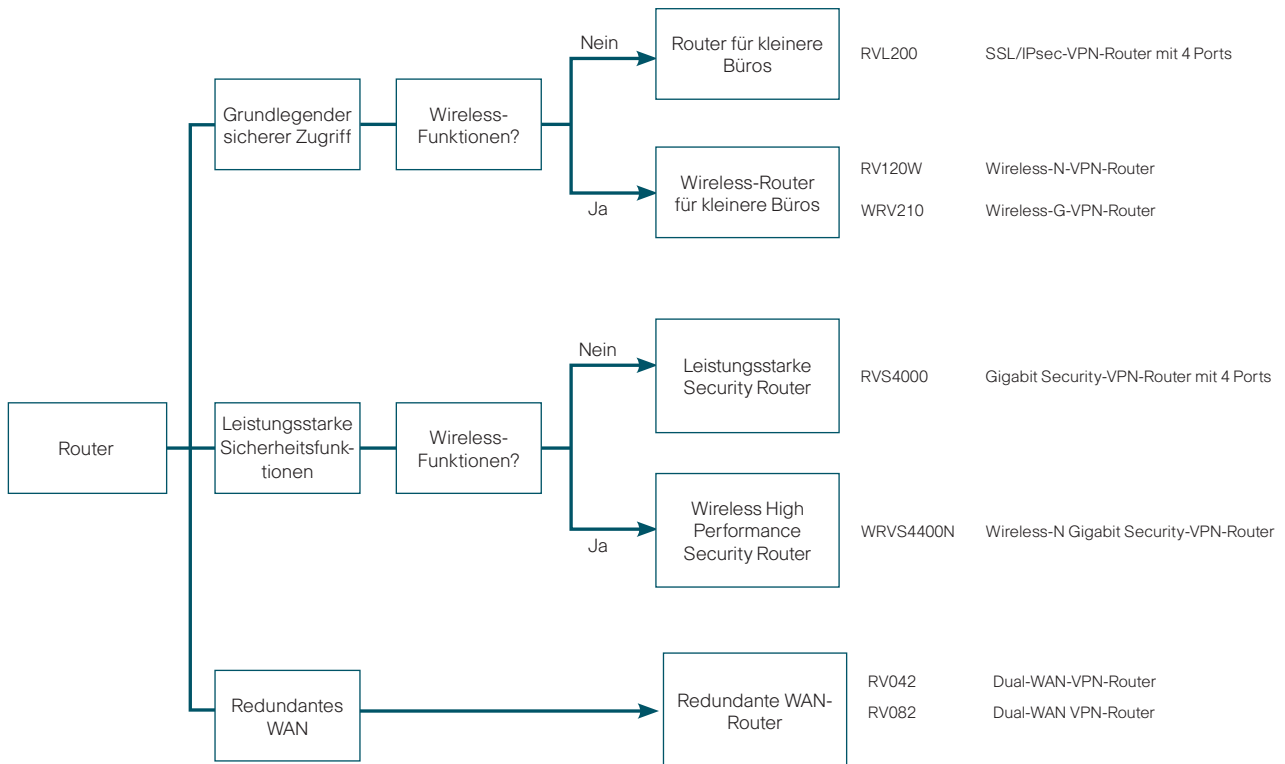 Nein
Router für kleinere
Büros
RVL200 SSL/IPsec-VPN-Router mit 4 Ports
Grundlegender
sicherer Zugriff
Wireless-
Funktionen?
Ja
Wireless-Router
für kleinere Büros
RV120W Wireless-N-VPN-Router
WRV210 Wireless-G-VPN-Router
Nein
Leistungsstarke
Security Router
RVS4000 Gigabit Security-VPN-Router mit 4 Ports
Router
Leistungsstarke
Sicherheitsfunk-
tionen
Wireless-
Funktionen?
Ja
Wireless High
Performance
Security Router
WRVS4400N Wireless-N Gigabit Security-VPN-Router
Redundantes
WAN
Redundante WAN-
Router
RV042 Dual-WAN-VPN-Router
RV082 Dual-WAN VPN-Router